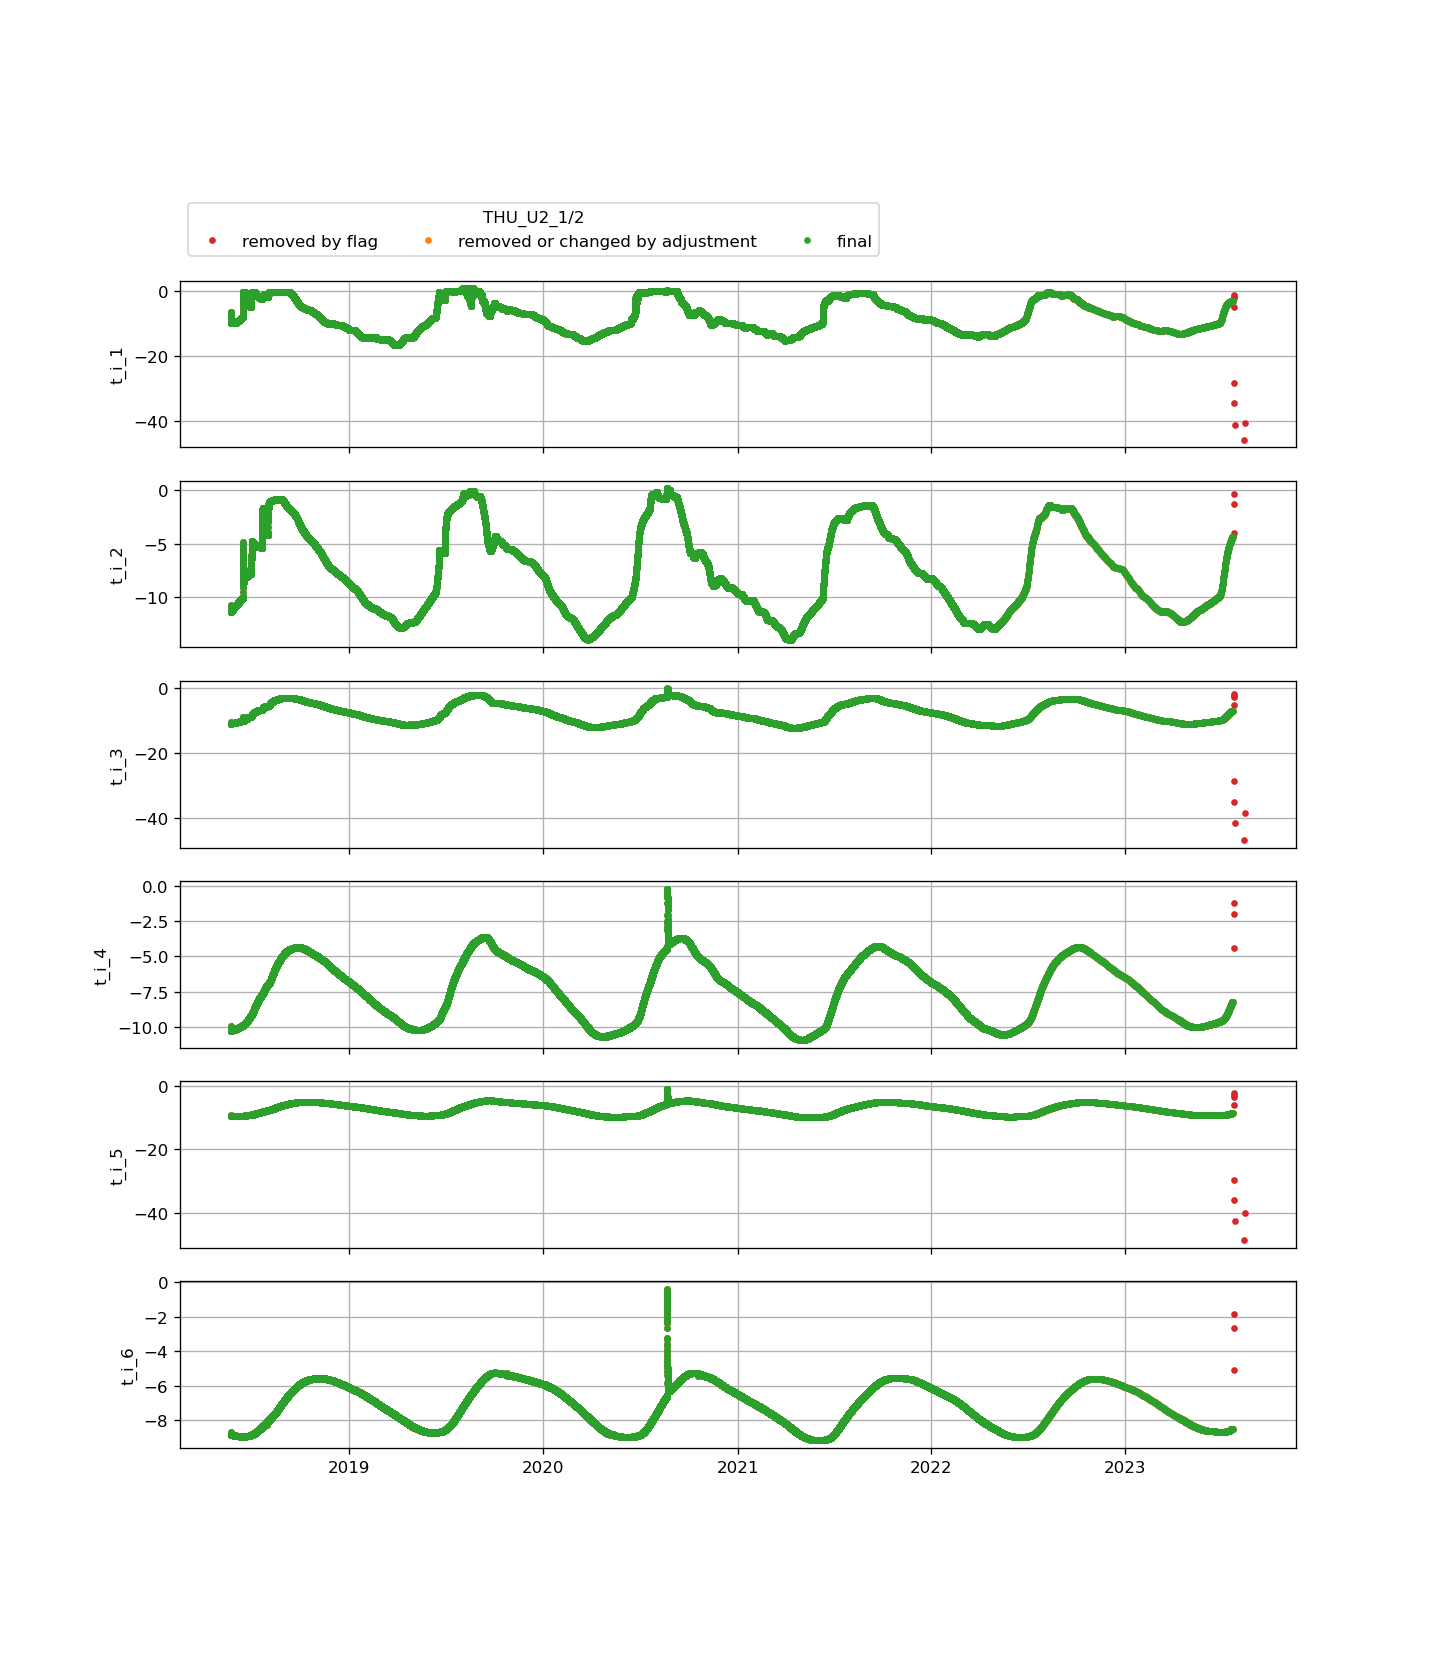 THU_U2_1/2
removed by flag removed or changed by adjustment final
0
−20
−40
t_i_1
0
−5
−10
t_i_2
0
−20
−40
t_i_3
0.0
−2.5
−5.0
−7.5
−10.0
t_i_4
0
−20
−40
t_i_5
0
−2
−4
−6
−8
t_i_6
2019 2020 2021 2022 2023